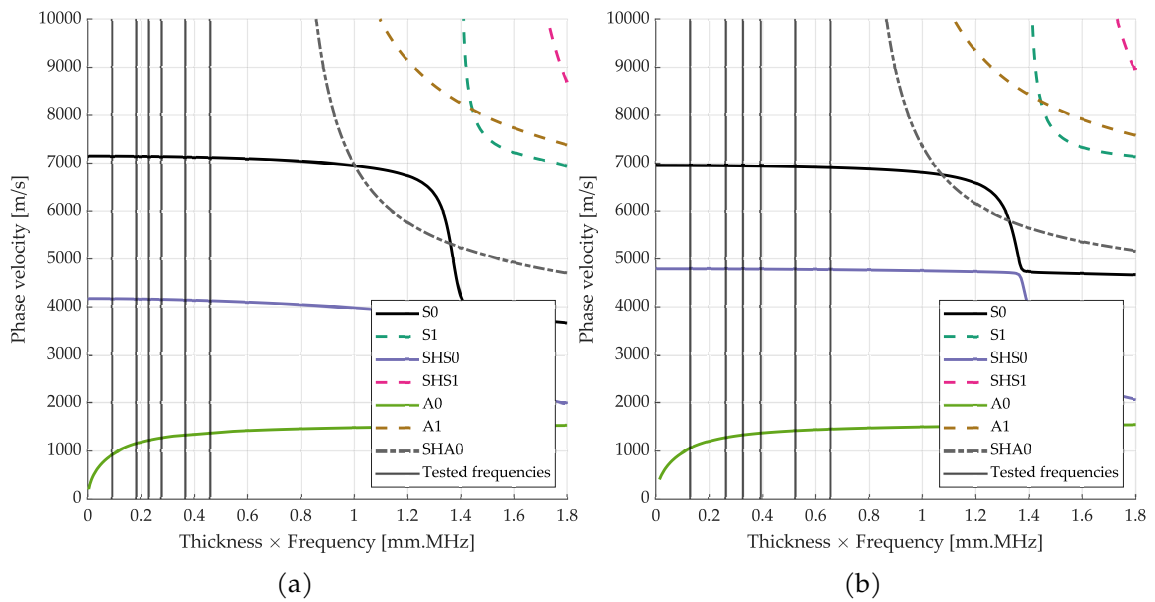 10000
9000
8000
7000
6000
5000
4000
3000
2000
1000
0
Phase velocity [m/s]
S0
S1
SHS0
SHS1
A0
A1
SHA0
Tested frequencies
0 0.2 0.4 0.6 0.8 1 1.2 1.4 1.6 1.8
Thickness × Frequency [mm.MHz]
(a)
10000
9000
8000
7000
6000
5000
4000
3000
2000
1000
0
Phase velocity [m/s]
S0
S1
SHS0
SHS1
A0
A1
SHA0
Tested frequencies
0 0.2 0.4 0.6 0.8 1 1.2 1.4 1.6 1.8
Thickness × Frequency [mm.MHz]
(b)